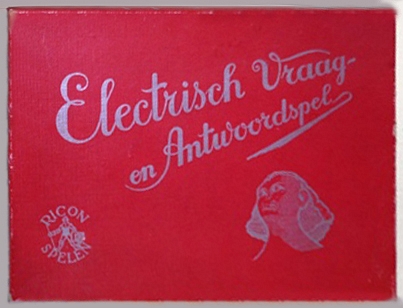 Electrisch Vraag-
en Antwoordspel
RICON
SPELEN